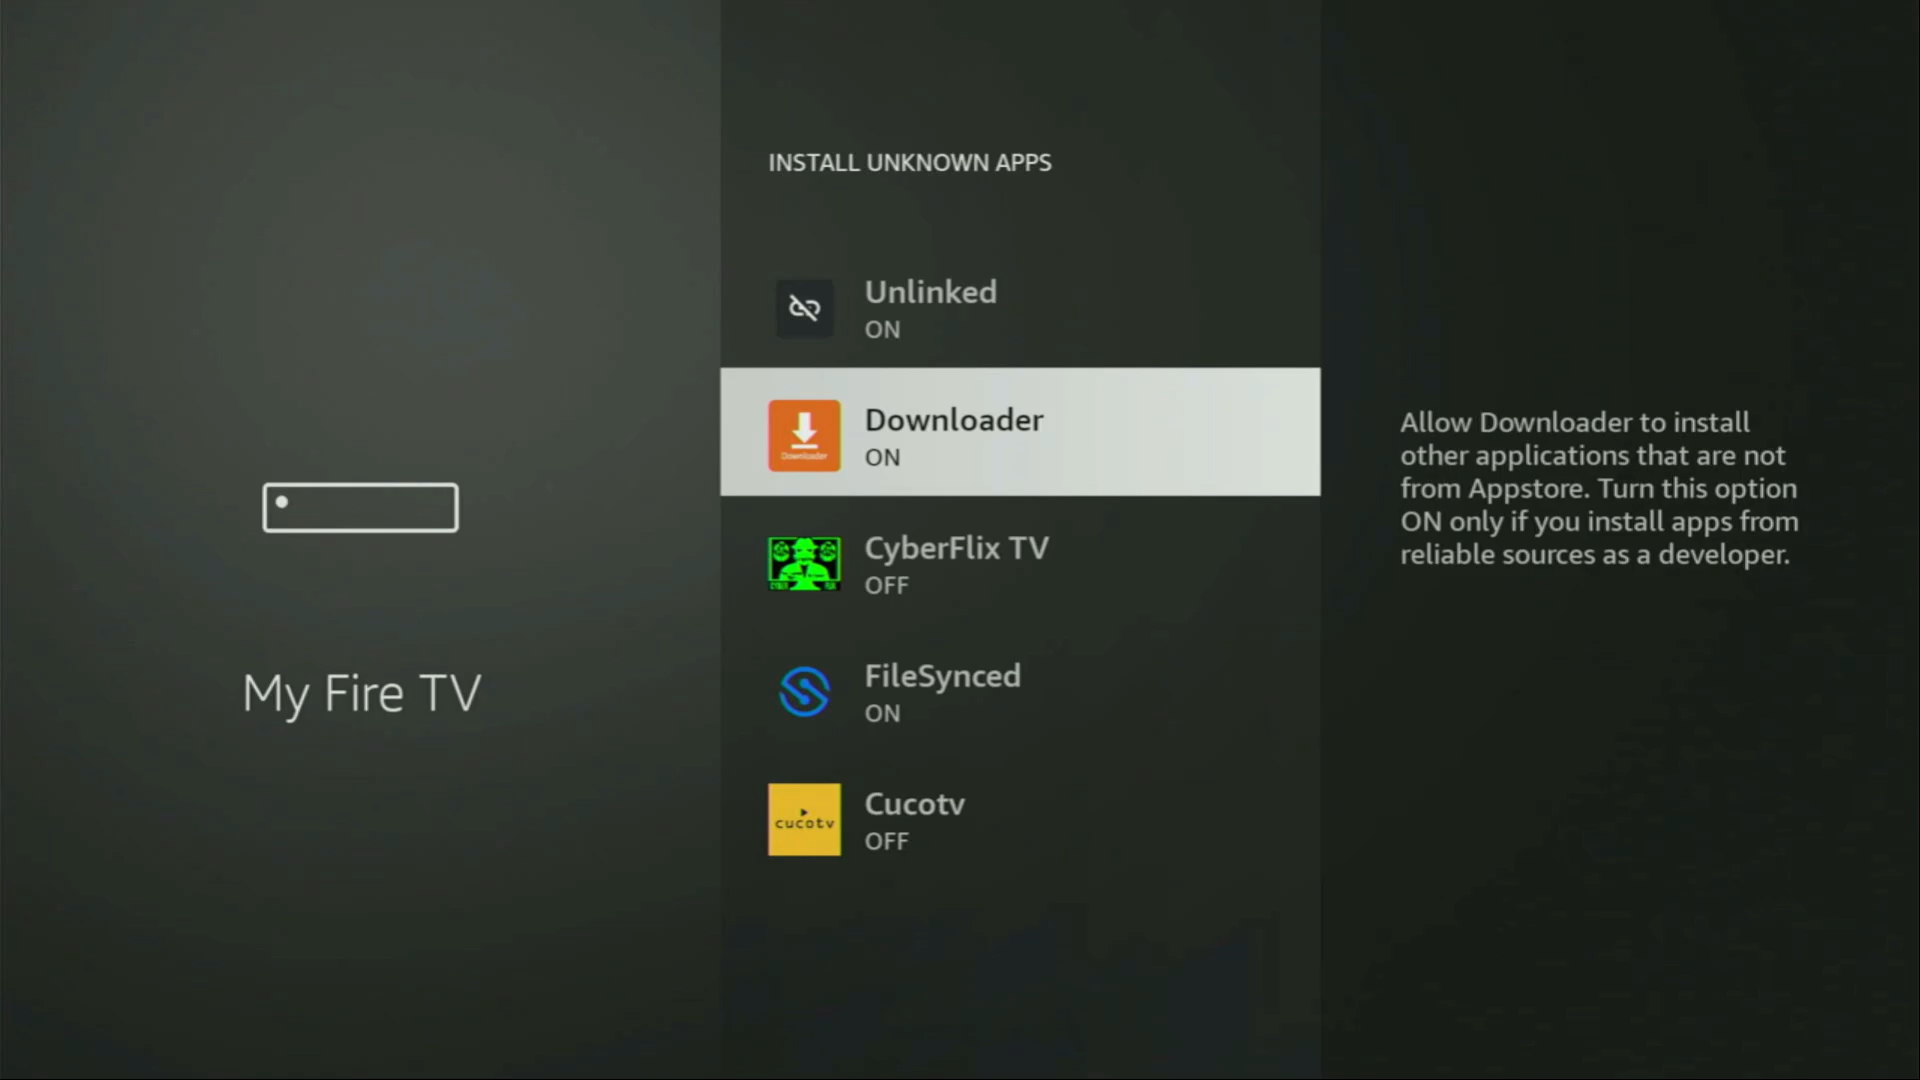 INSTALL UNKNOWN APPS
Unlinked
ON
Downloader
Downloader
ON
CyberFlix TV
OFF
FileSynced
ON
cucotv
Cucotv
OFF
My Fire TV
Allow Downloader to install
other applications that are not
from Appstore. Turn this option
ON only if you install apps from
reliable sources as a developer.